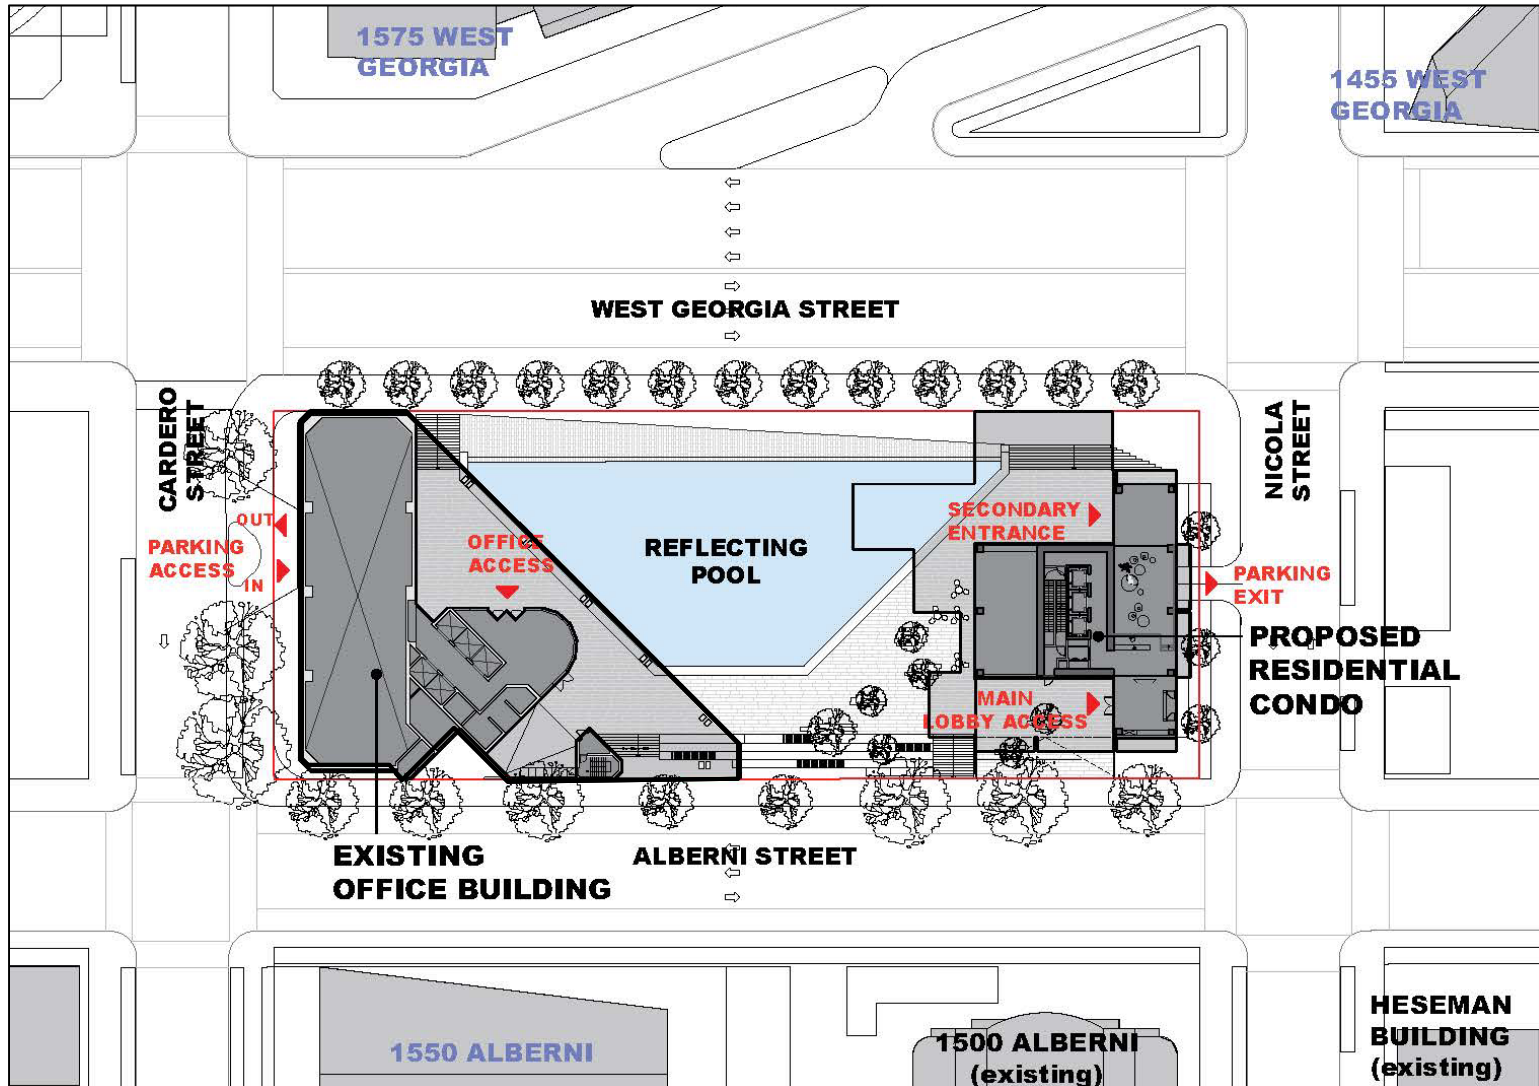 1575 WEST
GEORGIA
1455 WEST
GEORGIA
WEST GEORGIA STREET
CARDERO
STREET
NICOLA
STREET
OUT
PARKING
ACCESS
IN
OFFICE
ACCESS
REFLECTING
POOL
SECONDARY
ENTRANCE
PARKING
EXIT
PROPOSED
RESIDENTIAL
CONDO
MAIN
LOBBY ACCESS
EXISTING
OFFICE BUILDING
ALBERNI STREET
1550 ALBERNI
1500 ALBERNI
(existing)
HESEMAN
BUILDING
(existing)